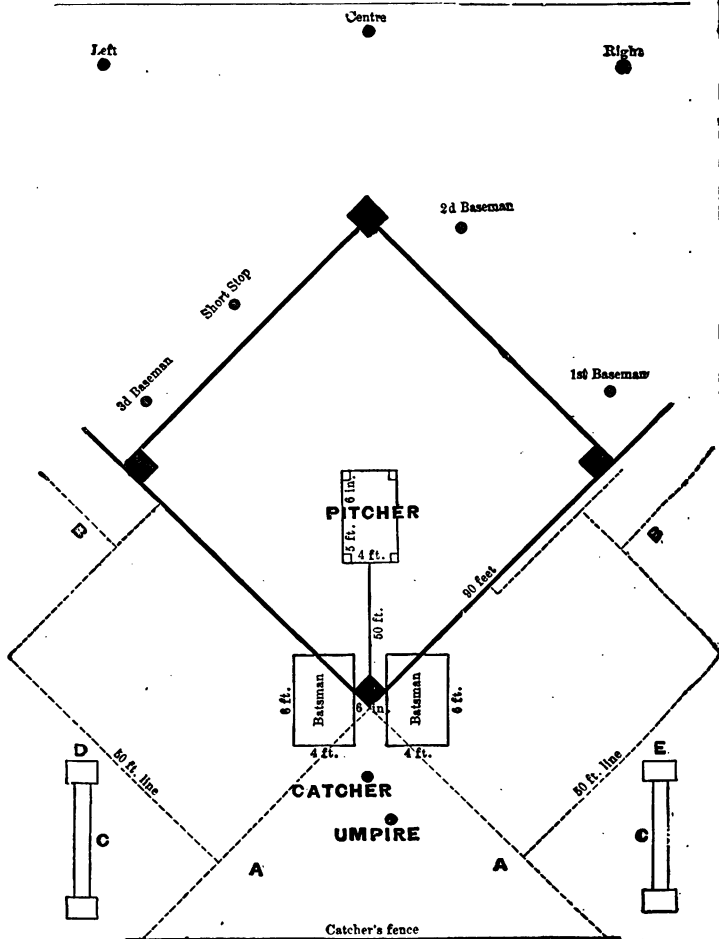 Centre
Left
Right
2d Baseman
Short Stop
3d Baseman
1st Baseman
6 in.
PITCHER
5 ft.
4 ft.
B
B
90 feet
50 ft.
6 ft.
Batsman
6 in.
Batsman
6 ft.
4 ft.
4 ft.
D
E
50 ft. line
50 ft. line
CATCHER
C
C
UMPIRE
A
A
Catcher's fence